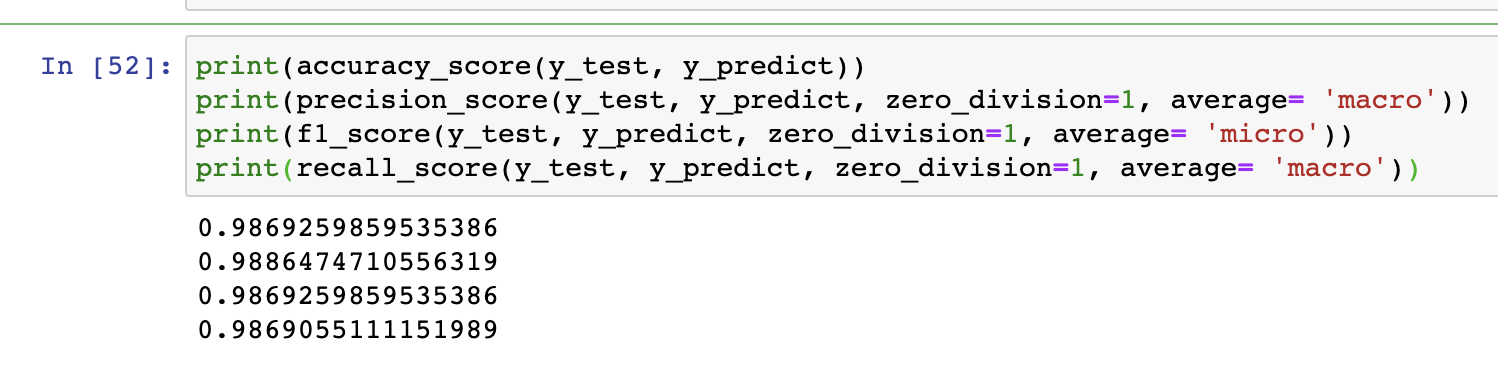 In [52]: print(accuracy_score(y_test, y_predict))
print(precision_score(y_test, y_predict, zero_division=1, average= 'macro'))
print(f1_score(y_test, y_predict, zero_division=1, average= 'micro'))
print(recall_score(y_test, y_predict, zero_division=1, average= 'macro'))
0.9869259859535386
0.9886474710556319
0.9869259859535386
0.9869055111151989